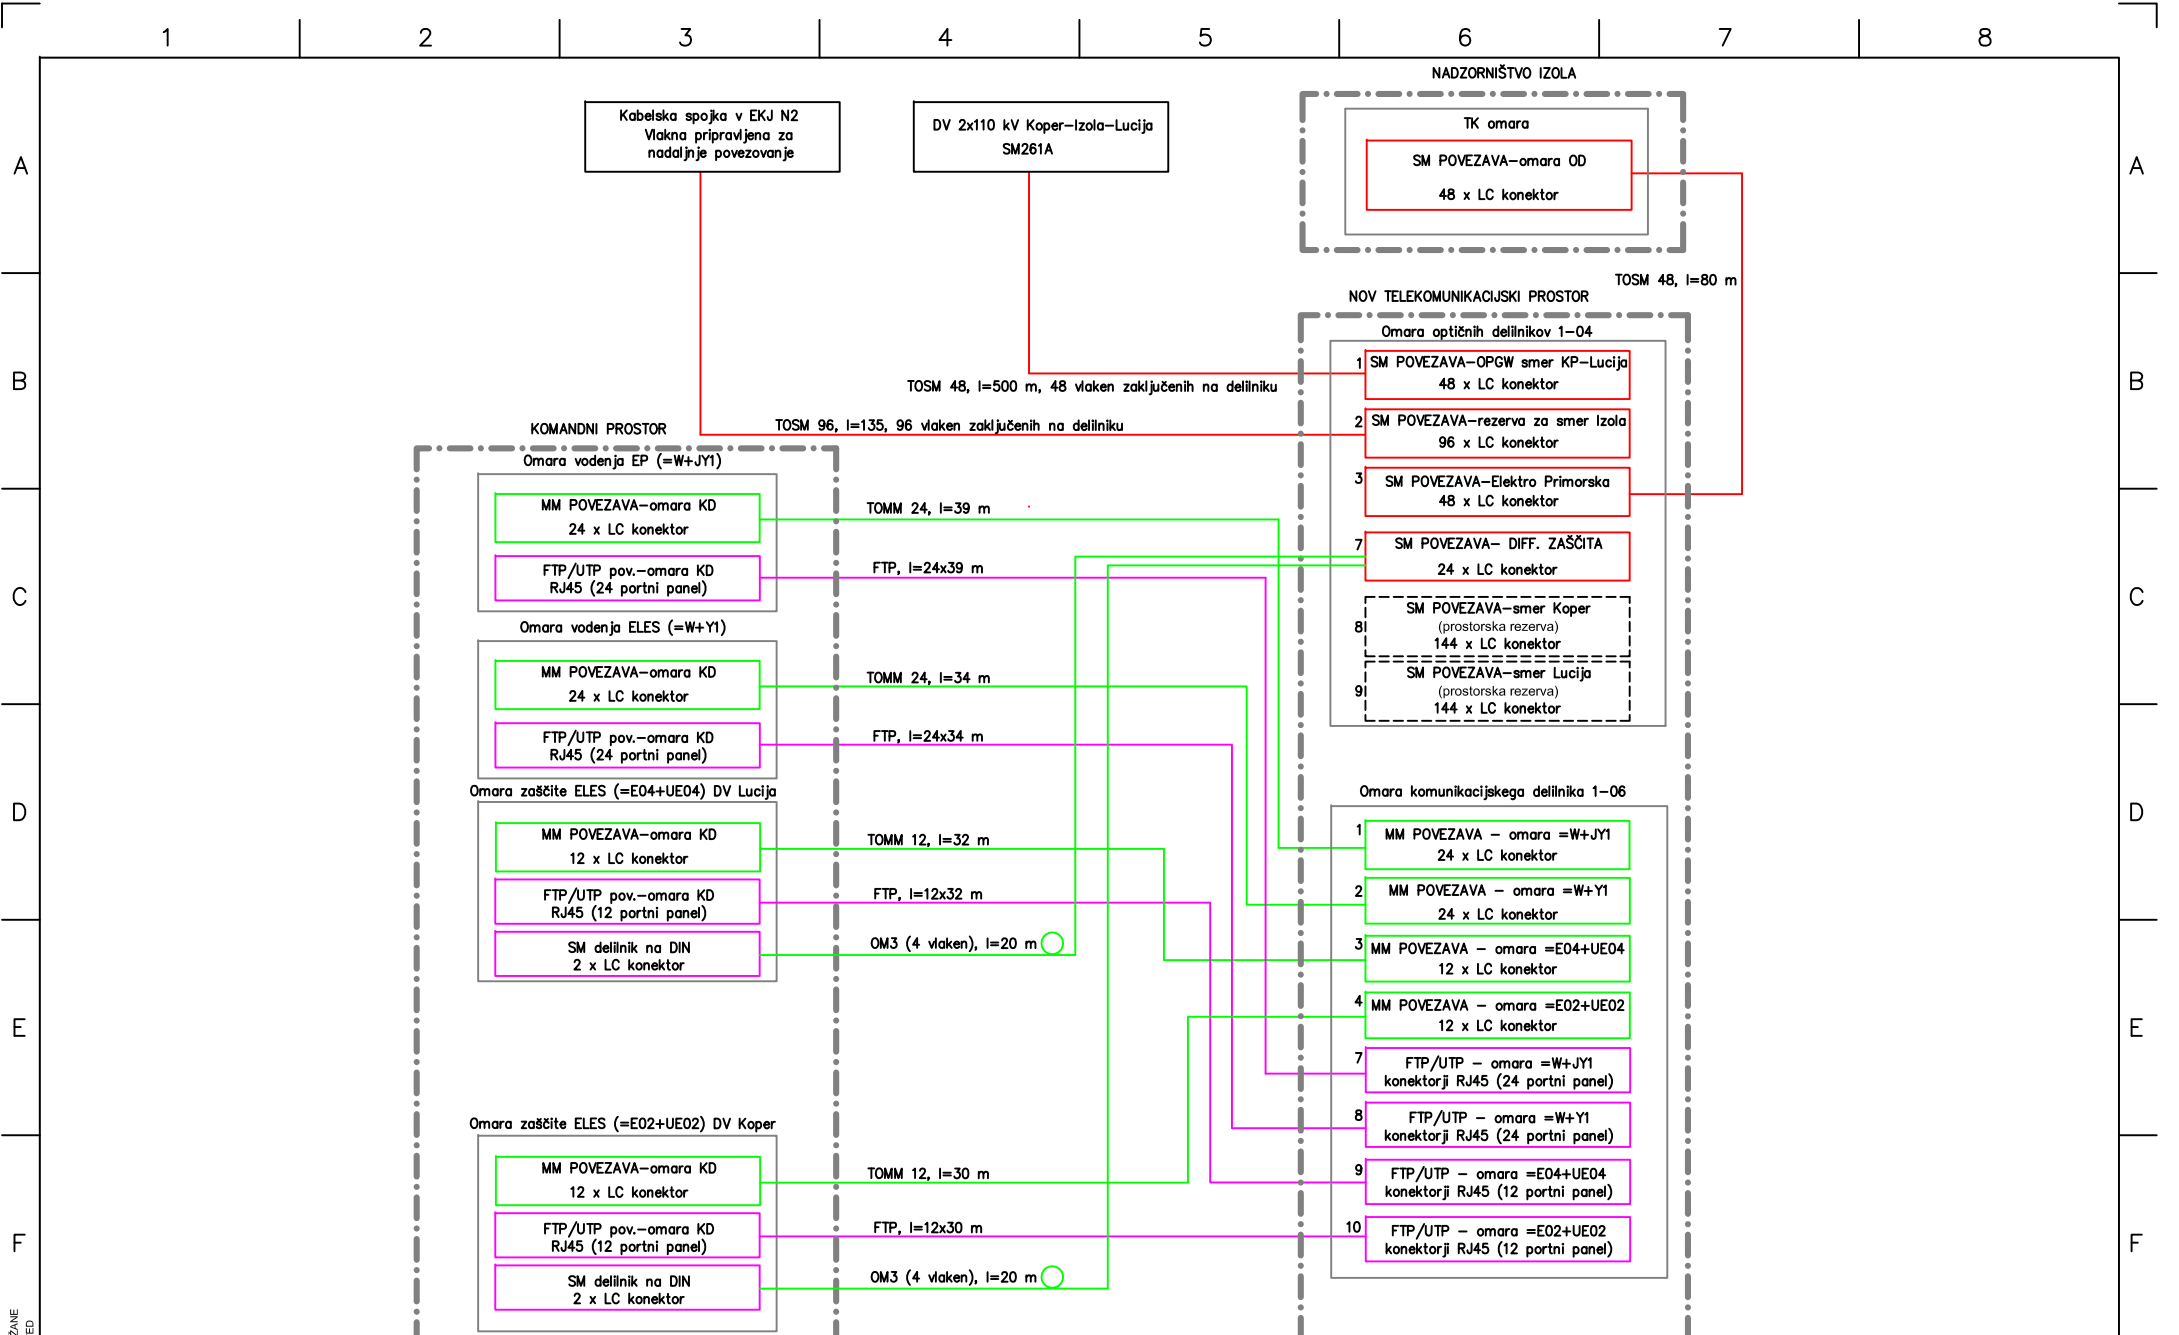 1 2 3 4 5 6 7 8
A
B
C
D
E
F
A
B
C
D
E
F
Kabelska spojka v EKJ N2
Vlakna pripravljena za
nadaljnje povezovanje
DV 2x110 kV Koper-Izola-Lucija
SM261A
NADZORNIŠTVO IZOLA
TK omara
SM POVEZAVA-omara OD
48 x LC konektor
TOSM 48, l=80 m
TOSM 48, l=500 m, 48 vlaken zaključenih na delilniku
TOSM 96, l=135, 96 vlaken zaključenih na delilniku
KOMANDNI PROSTOR
Omara vodenja EP (=W+JY1)
MM POVEZAVA-omara KD
24 x LC konektor
FTP/UTP pov.-omara KD
RJ45 (24 portni panel)
Omara vodenja ELES (=W+Y1)
MM POVEZAVA-omara KD
24 x LC konektor
FTP/UTP pov.-omara KD
RJ45 (24 portni panel)
Omara zaščite ELES (=E04+UE04) DV Lucija
MM POVEZAVA-omara KD
12 x LC konektor
FTP/UTP pov.-omara KD
RJ45 (12 portni panel)
SM delilnik na DIN
2 x LC konektor
Omara zaščite ELES (=E02+UE02) DV Koper
MM POVEZAVA-omara KD
12 x LC konektor
FTP/UTP pov.-omara KD
RJ45 (12 portni panel)
SM delilnik na DIN
2 x LC konektor
TOMM 24, l=39 m
FTP, l=24x39 m
TOMM 24, l=34 m
FTP, l=24x34 m
TOMM 12, l=32 m
FTP, l=12x32 m
OM3 (4 vlaken), l=20 m
TOMM 12, l=30 m
FTP, l=12x30 m
OM3 (4 vlaken), l=20 m
NOV TELEKOMUNIKACIJSKI PROSTOR
Omara optičnih delilnikov 1-04
1 SM POVEZAVA-OPGW smer KP-Lucija
48 x LC konektor
2 SM POVEZAVA-rezerva za smer Izola
96 x LC konektor
3 SM POVEZAVA-Elektro Primorska
48 x LC konektor
7 SM POVEZAVA- DIFF. ZAŠČITA
24 x LC konektor
SM POVEZAVA-smer Koper
8 (prostorska rezerva)
144 x LC konektor
SM POVEZAVA-smer Lucija
9 (prostorska rezerva)
144 x LC konektor
Omara komunikacijskega delilnika 1-06
1 MM POVEZAVA - omara =W+JY1
24 x LC konektor
2 MM POVEZAVA - omara =W+Y1
24 x LC konektor
3 MM POVEZAVA - omara =E04+UE04
12 x LC konektor
4 MM POVEZAVA - omara =E02+UE02
12 x LC konektor
7 FTP/UTP - omara =W+JY1
konektorji RJ45 (24 portni panel)
8 FTP/UTP - omara =W+Y1
konektorji RJ45 (24 portni panel)
9 FTP/UTP - omara =E04+UE04
konektorji RJ45 (12 portni panel)
10 FTP/UTP - omara =E02+UE02
konektorji RJ45 (12 portni panel)